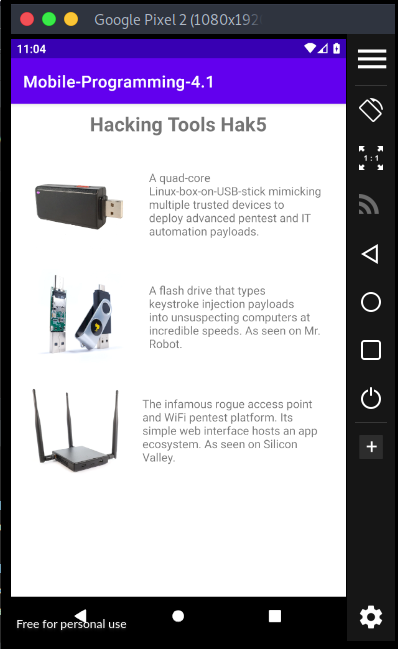 Google Pixel 2 (1080x192
11:04
Mobile-Programming-4.1
Hacking Tools Hak5
A quad-core
Linux-box-on-USB-stick mimicking
multiple trusted devices to
deploy advanced pentest and IT
automation payloads.
A flash drive that types
keystroke injection payloads
into unsuspecting computers at
incredible speeds. As seen on Mr.
Robot.
The infamous rogue access point
and WiFi pentest platform. Its
simple web interface hosts an app
ecosystem. As seen on Silicon
Valley.
Free for personal use
1 : 1